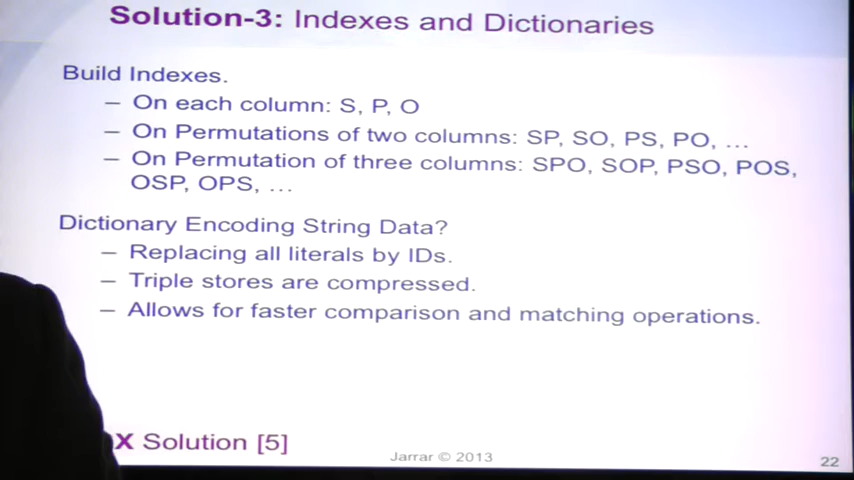 Solution-3: Indexes and Dictionaries
Build Indexes.
– On each column: S, P, O
– On Permutations of two columns: SP, SO, PS, PO, …
– On Permutation of three columns: SPO, SOP, PSO, POS,
OSP, OPS, …
Dictionary Encoding String Data?
– Replacing all literals by IDs.
– Triple stores are compressed.
– Allows for faster comparison and matching operations.
X Solution [5]
Jarrar © 2013
22